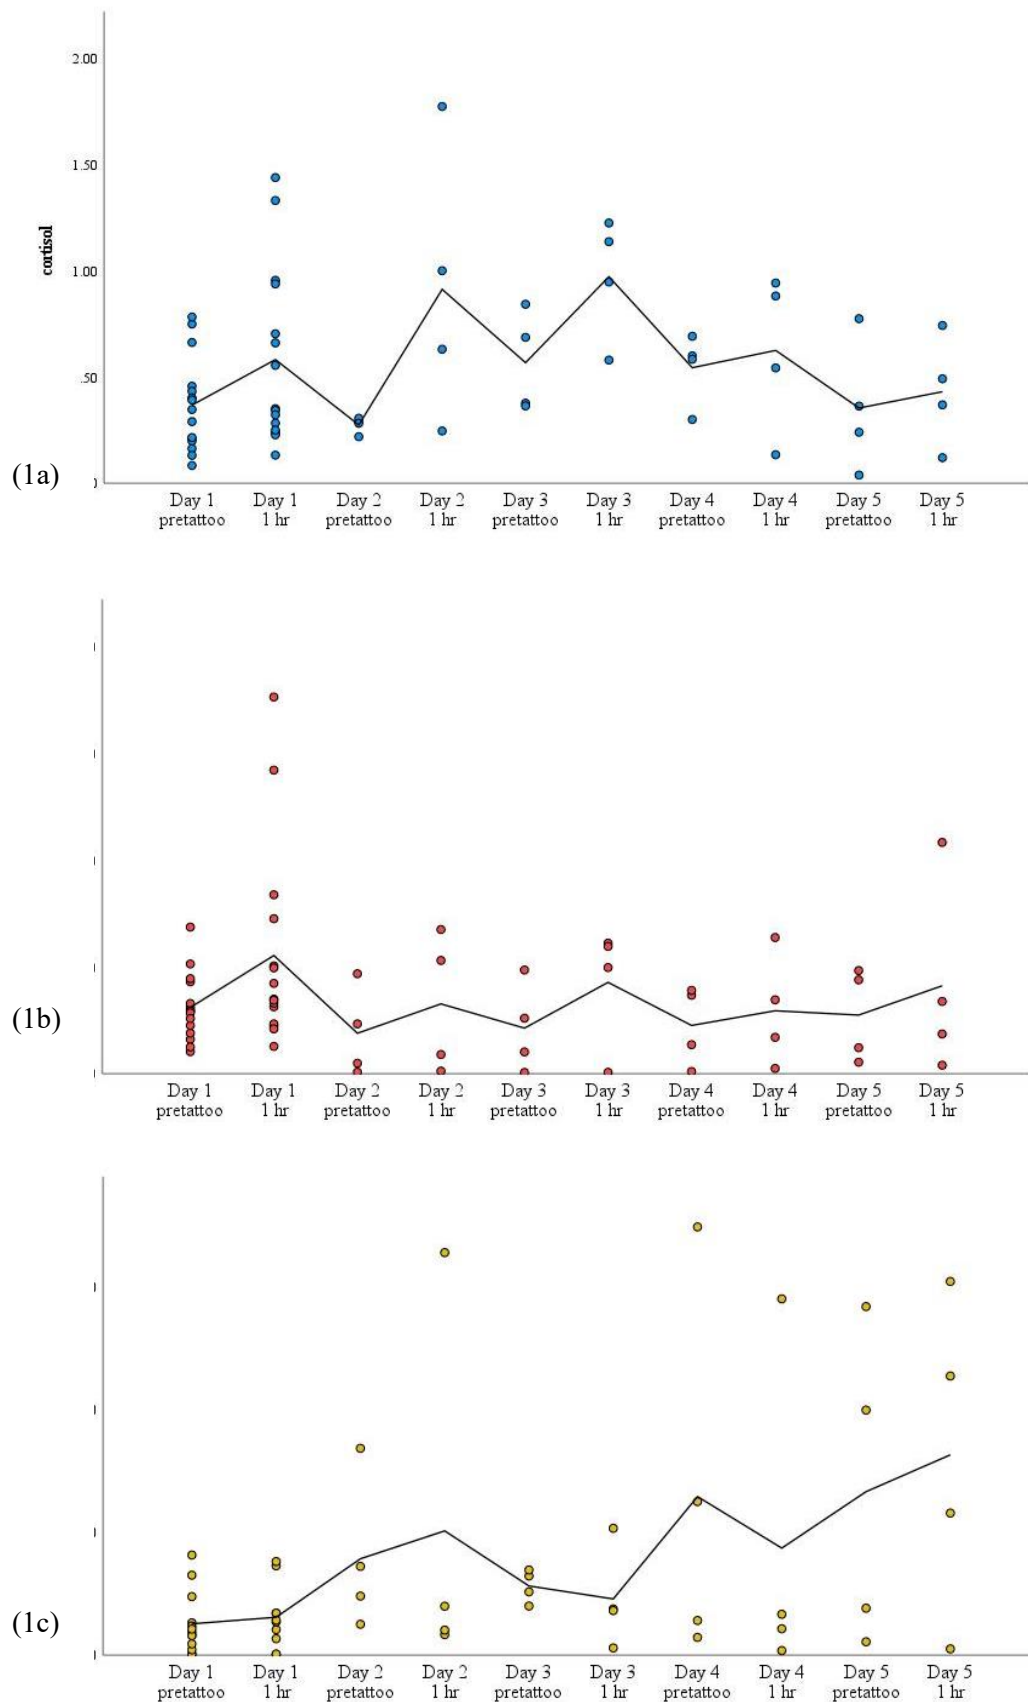 2.00
1.50
1.00
cortisol
.50
(1a)
Day 1 Day 1 Day 2 Day 2 Day 3 Day 3 Day 4 Day 4 Day 5 Day 5
pretattoo 1 hr pretattoo 1 hr pretattoo 1 hr pretattoo 1 hr pretattoo 1 hr
(1b)
Day 1 Day 1 Day 2 Day 2 Day 3 Day 3 Day 4 Day 4 Day 5 Day 5
pretattoo 1 hr pretattoo 1 hr pretattoo 1 hr pretattoo 1 hr pretattoo 1 hr
(1c)
Day 1 Day 1 Day 2 Day 2 Day 3 Day 3 Day 4 Day 4 Day 5 Day 5
pretattoo 1 hr pretattoo 1 hr pretattoo 1 hr pretattoo 1 hr pretattoo 1 hr